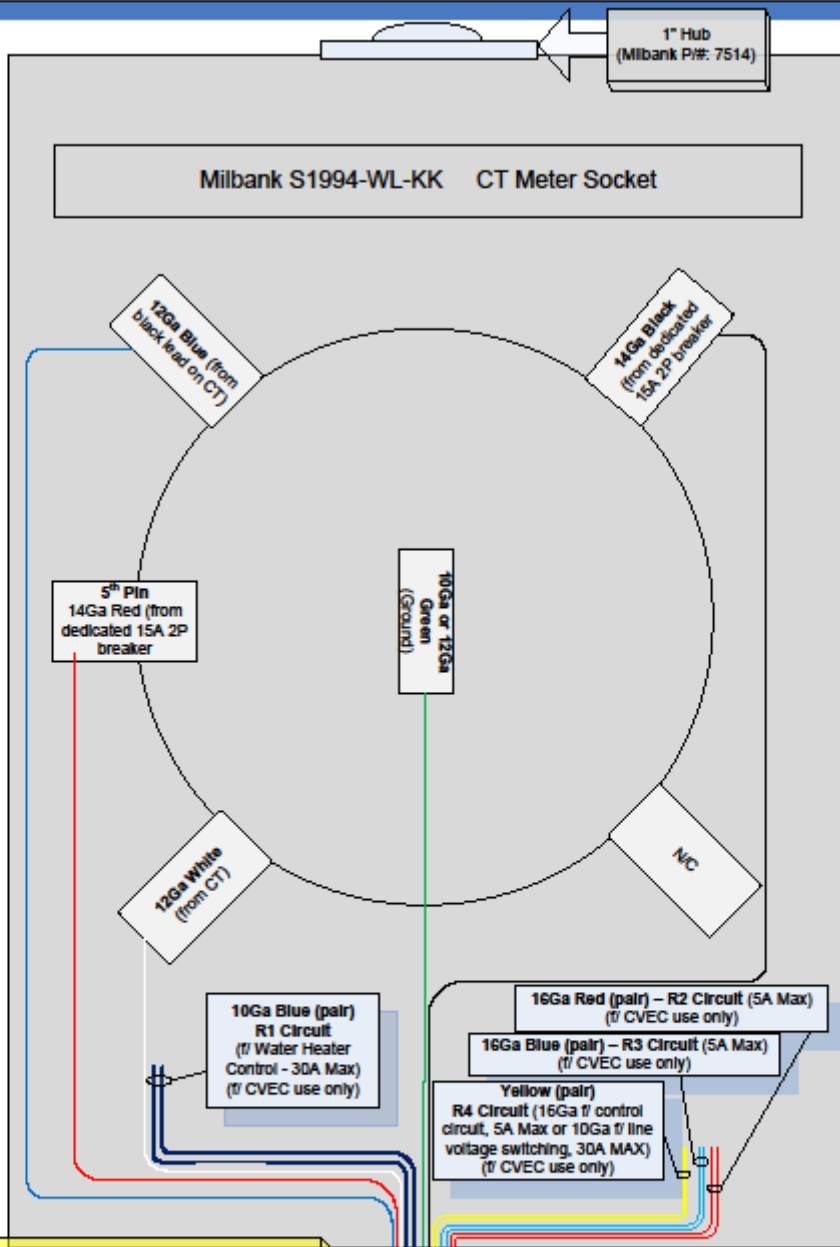 1" Hub
(Milbank P/#: 7514)
Milbank S1994-WL-KK CT Meter Socket
12Ga Blue (from
black lead on CT)
14Ga Black
(from dedicated
15A 2P breaker
5th Pin
14Ga Red (from
dedicated 15A 2P
breaker
10Ga or 12Ga
Green
(Ground)
12Ga White
(from CT)
N/C
10Ga Blue (pair)
R1 Circuit
(f/ Water Heater
Control - 30A Max)
(f/ CVEC use only)
16Ga Red (pair) – R2 Circuit (5A Max)
(f/ CVEC use only)
16Ga Blue (pair) – R3 Circuit (5A Max)
(f/ CVEC use only)
Yellow (pair)
R4 Circuit (16Ga f/ control
circuit, 5A Max or 10Ga f/ line
voltage switching, 30A MAX)
(f/ CVEC use only)